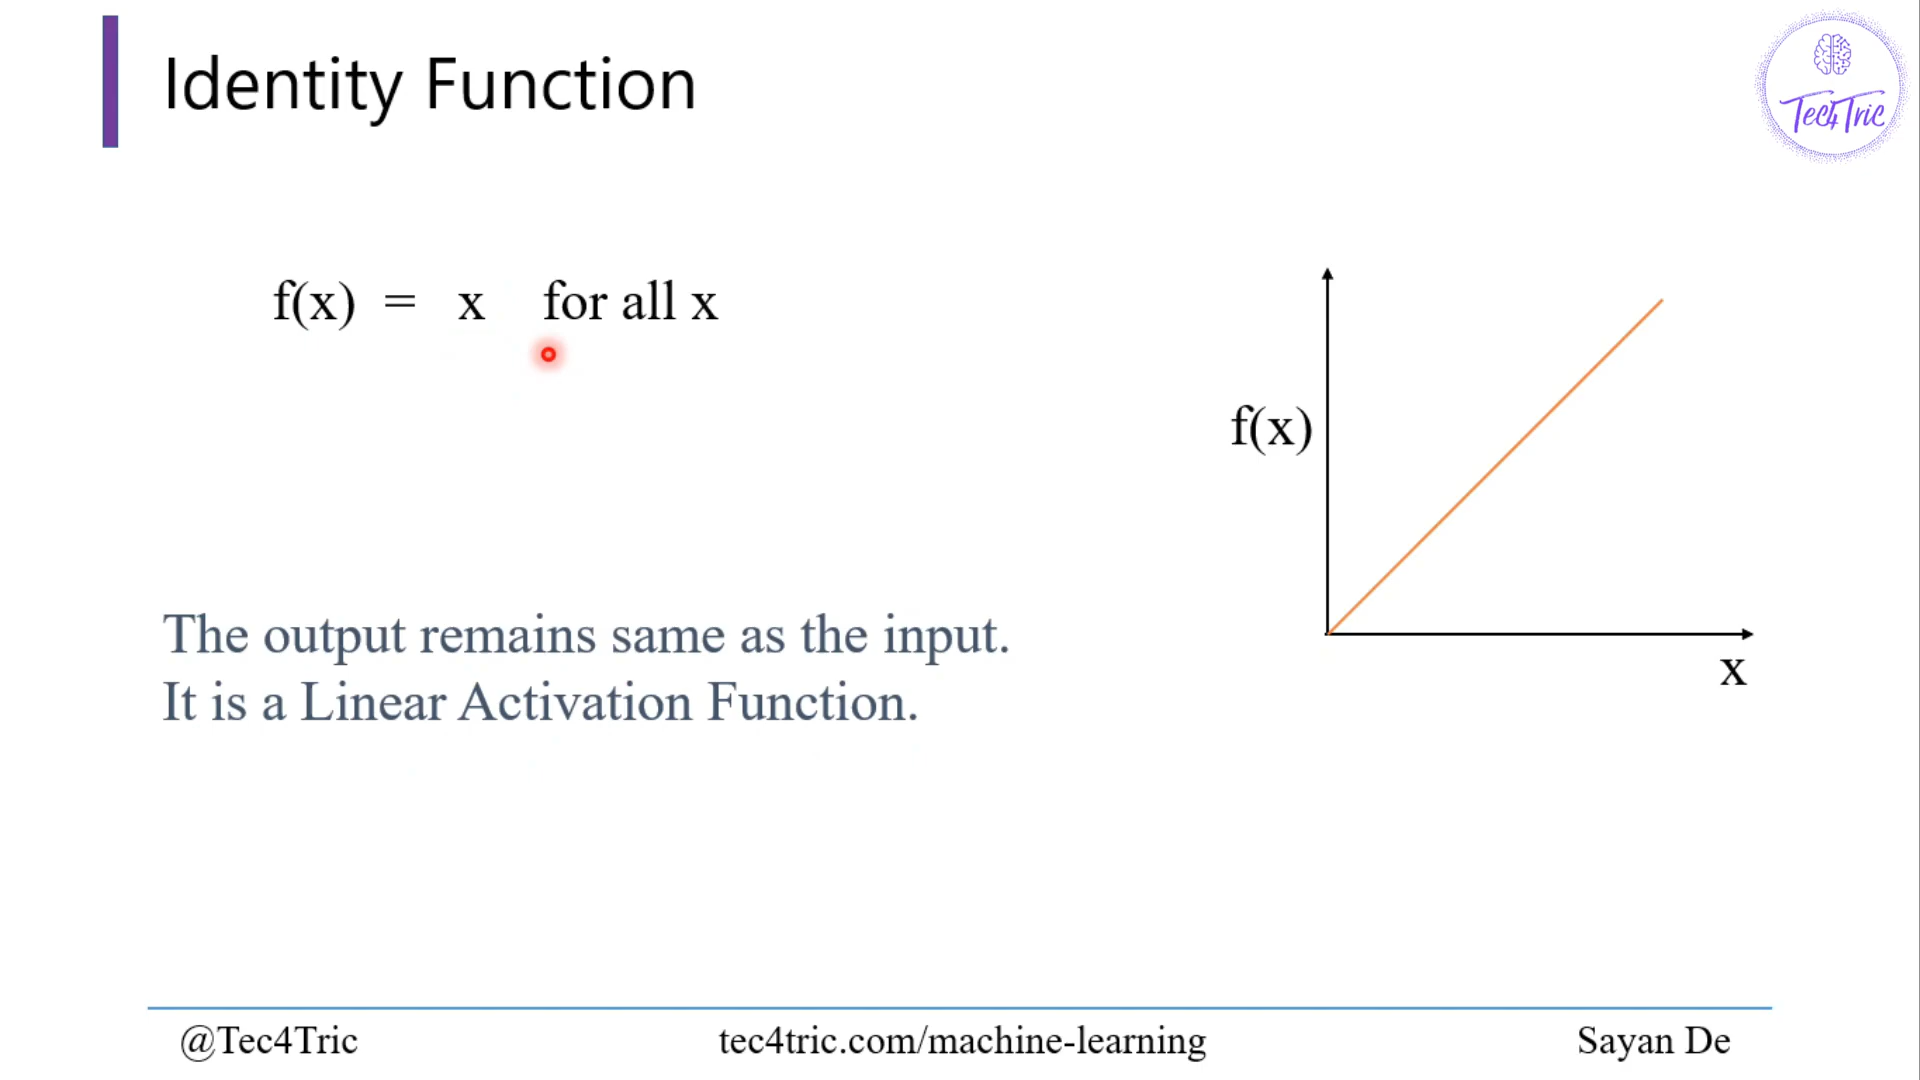 Identity Function
Tec4Tric
f(x) = x for all x
f(x)
x
The output remains same as the input.
It is a Linear Activation Function.
@Tec4Tric
tec4tric.com/machine-learning
Sayan De